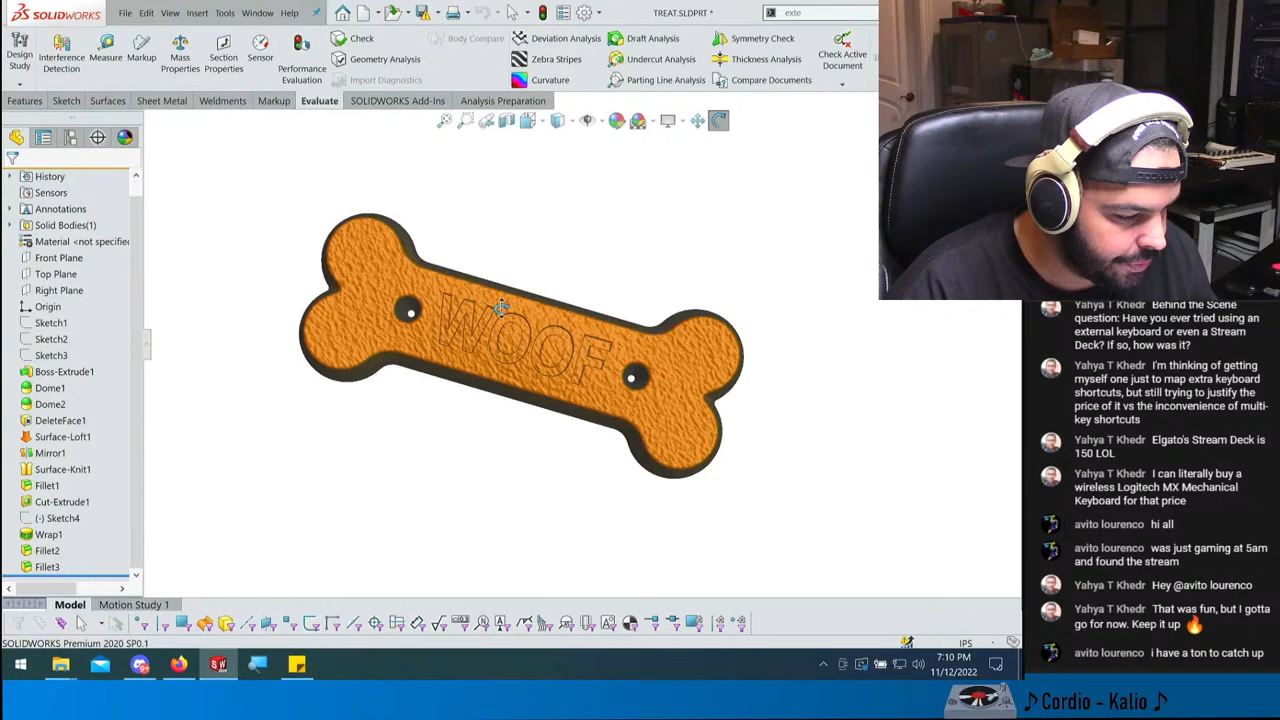 SOLIDWORKS
File
Edit
View
Insert
Tools
Window
Help
TREAT.SLDPRT *
exte
Design Study
Interference Detection
Measure
Markup
Mass Properties
Section Properties
Sensor
Performance Evaluation
Check
Geometry Analysis
Import Diagnostics
Body Compare
Deviation Analysis
Zebra Stripes
Curvature
Draft Analysis
Undercut Analysis
Parting Line Analysis
Symmetry Check
Thickness Analysis
Compare Documents
Check Active Document
Features
Sketch
Surfaces
Sheet Metal
Weldments
Markup
Evaluate
SOLIDWORKS Add-Ins
Analysis Preparation
History
Sensors
Annotations
Solid Bodies(1)
Material <not specified
Front Plane
Top Plane
Right Plane
Origin
Sketch1
Sketch2
Sketch3
Boss-Extrude1
Dome1
Dome2
DeleteFace1
Surface-Loft1
Mirror1
Surface-Knit1
Fillet1
Cut-Extrude1
(-) Sketch4
Wrap1
Fillet2
Fillet3
WOOF
Model
Motion Study 1
SOLIDWORKS Premium 2020 SP0.1
IPS
7:10 PM
11/12/2022
Yahya T Khedr Behind the Scene
question: Have you ever tried using an
external keyboard or even a Stream
Deck? If so, how was it?
Yahya T Khedr I'm thinking of getting
myself one just to map extra keyboard
shortcuts, but still trying to justify the
price of it vs the inconvenience of multi-
key shortcuts
Yahya T Khedr Elgato's Stream Deck is
150 LOL
Yahya T Khedr I can literally buy a
wireless Logitech MX Mechanical
Keyboard for that price
avito lourenco hi all
avito lourenco was just gaming at 5am
and found the stream
Yahya T Khedr Hey @avito lourenco
Yahya T Khedr That was fun, but I gotta
go for now. Keep it up 🔥
avito lourenco i have a ton to catch up
♪ Cordio - Kalio ♪